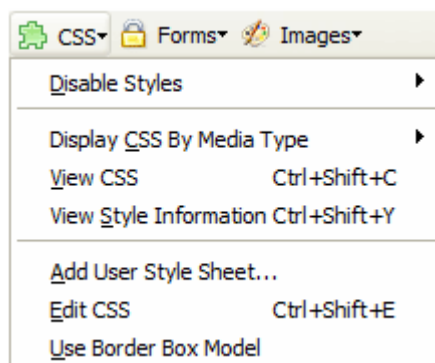 CSS Forms Images
Disable Styles
Display CSS By Media Type
View CSS Ctrl+Shift+C
View Style Information Ctrl+Shift+Y
Add User Style Sheet...
Edit CSS Ctrl+Shift+E
Use Border Box Model